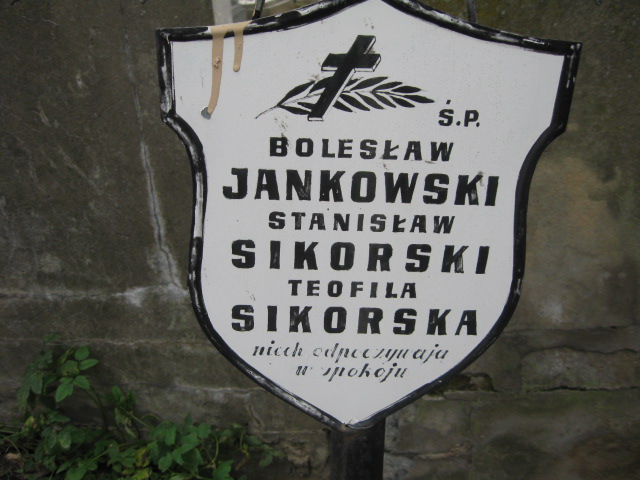 Ś.P.
BOLESŁAW
JANKOWSKI
STANISŁAW
SIKORSKI
TEOFILA
SIKORSKA
niech odpoczywają
w spokoju